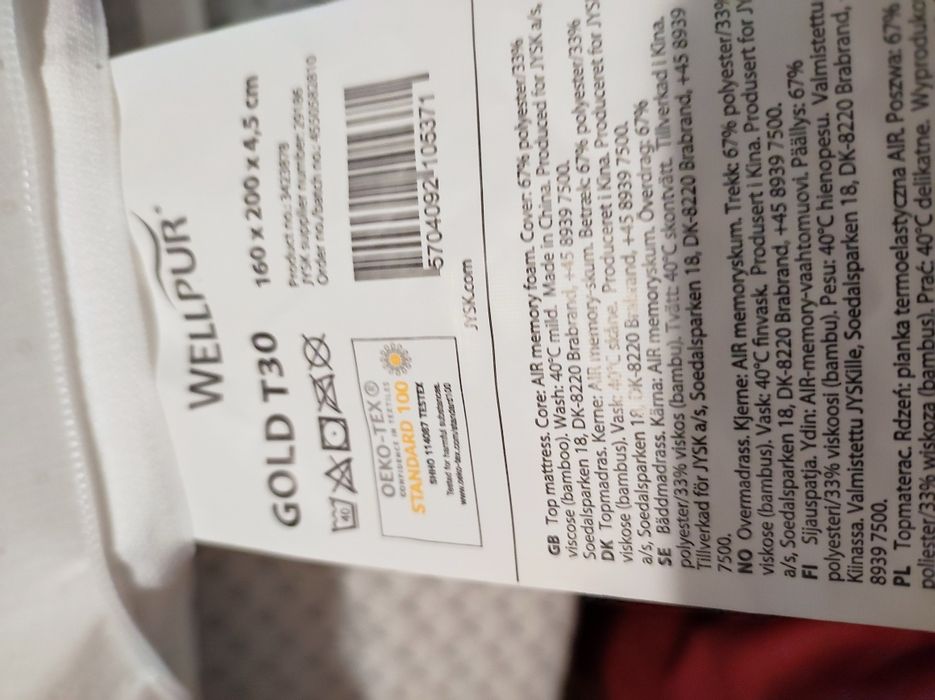 WELLPUR®
GOLD T30
160 x 200 x 4,5 cm
40
Product no.:
JYSK supplier number: 29186
Order no./batch no.:
OEKO-TEX®
CONFIDENCE IN TEXTILES
STANDARD 100
SHHO 114087 TESTEX
Tested for harmful substances.
www.oeko-tex.com/standard100
5704092105371
JYSK.com
GB Top mattress. Core: AIR memory foam. Cover: 67% polyester/33%
viscose (bamboo). Wash: 40°C mild. Made in China. Produced for JYSK a/s,
Soedalsparken 18, DK-8220 Brabrand, +45 8939 7500.
DK Topmadras. Kerne: AIR memory-skum. Betræk: 67% polyester/33%
viskose (bambus). Vask: 40°C skåne. Produceret i Kina. Produceret for JYSK
a/s, Soedalsparken 18, DK-8220 Brabrand, +45 8939 7500.
SE Bäddmadrass. Kärna: AIR memoryskum. Överdrag: 67%
polyester/33% viskos (bambu). Tvätt: 40°C skontvätt. Tillverkad i Kina.
Tillverkad för JYSK a/s, Soedalsparken 18, DK-8220 Brabrand, +45 8939
7500.
NO Overmadrass. Kjerne: AIR memoryskum. Trekk: 67% polyester/33%
viskose (bambus). Vask: 40°C finvask. Produsert i Kina. Produsert for JY
a/s, Soedalsparken 18, DK-8220 Brabrand, +45 8939 7500.
FI Sijauspatja. Ydin: AIR-memory-vaahtomuovi. Päällys: 67%
polyesteri/33% viskoosi (bambu). Pesu: 40°C hienopesu. Valmistettu
Kiinassa. Valmistettu JYSKille, Soedalsparken 18, DK-8220 Brabrand,
8939 7500.
PL Topmaterac. Rdzeń: pianka termoelastyczna AIR. Poszwa: 67%
poliester/33% wiskoza (bambus). Prać: 40°C delikatne. Wyproduko